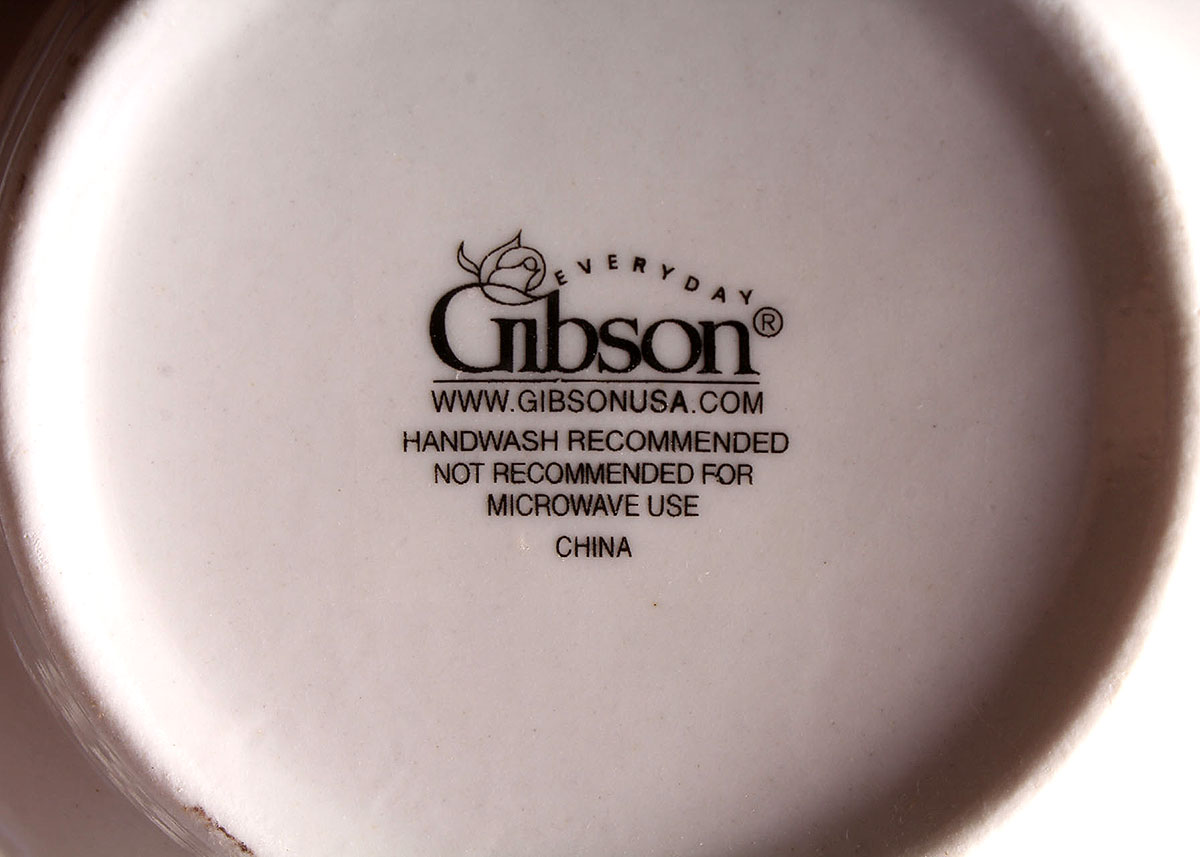 EVERYDAY
Gibson®
WWW.GIBSONUSA.COM
HANDWASH RECOMMENDED
NOT RECOMMENDED FOR
MICROWAVE USE
CHINA